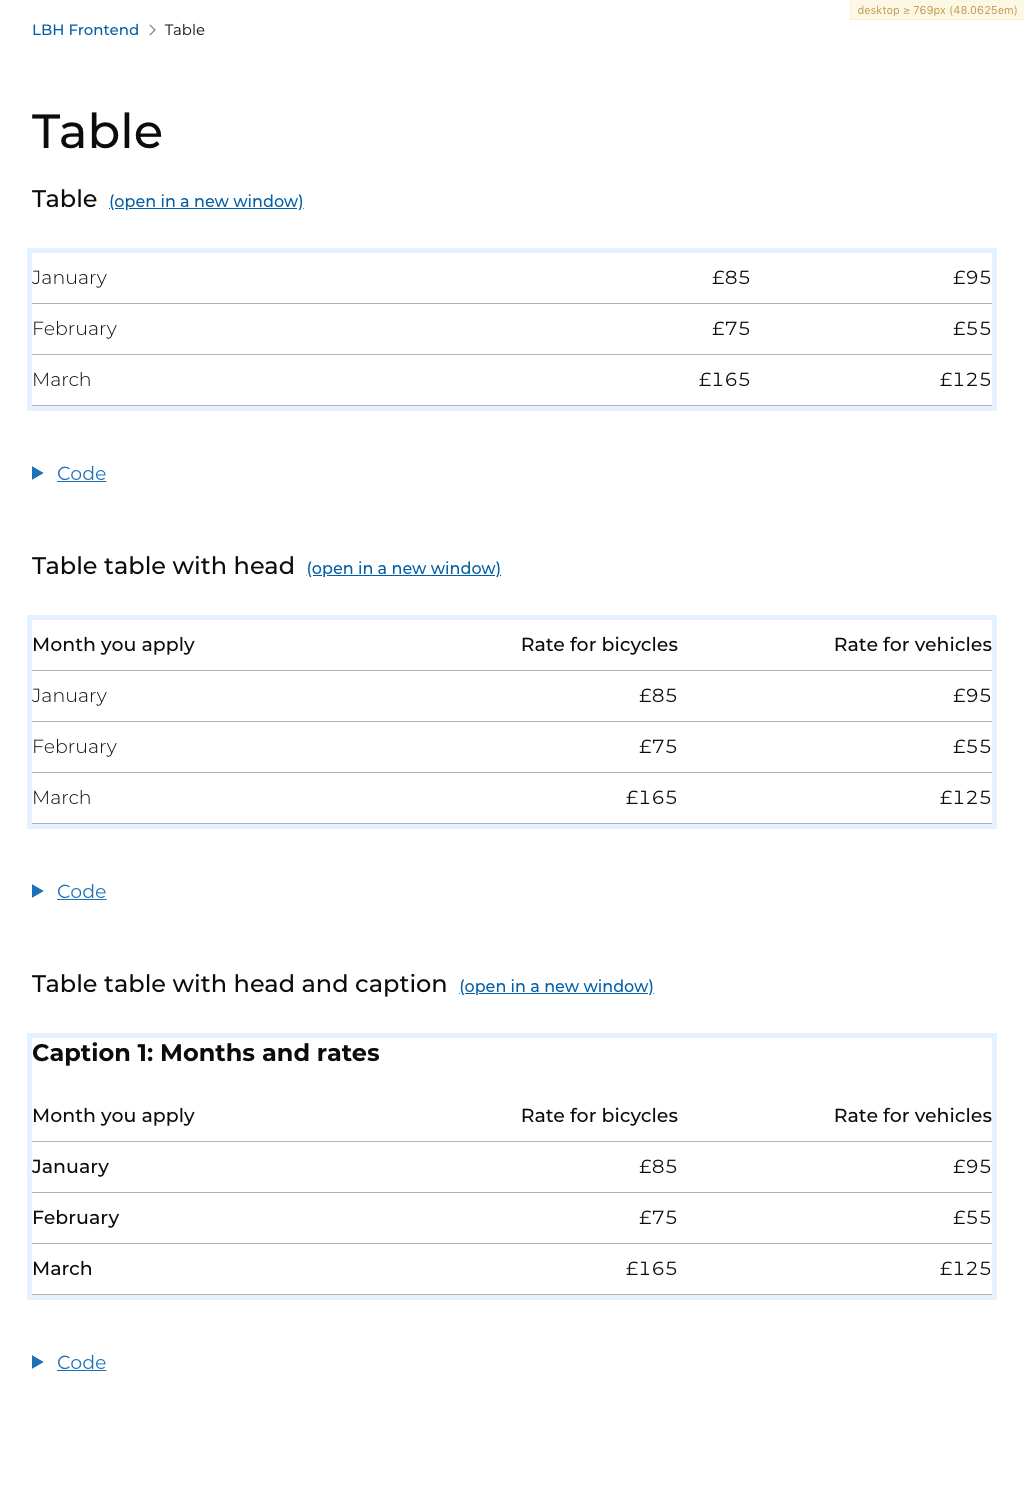 desktop ≥ 769px (48.0625em)
LBH Frontend > Table
Table
Table (open in a new window)
January £85 £95
February £75 £55
March £165 £125
Code
Table table with head (open in a new window)
Month you apply Rate for bicycles Rate for vehicles
January £85 £95
February £75 £55
March £165 £125
Code
Table table with head and caption (open in a new window)
Caption 1: Months and rates
Month you apply Rate for bicycles Rate for vehicles
January £85 £95
February £75 £55
March £165 £125
Code